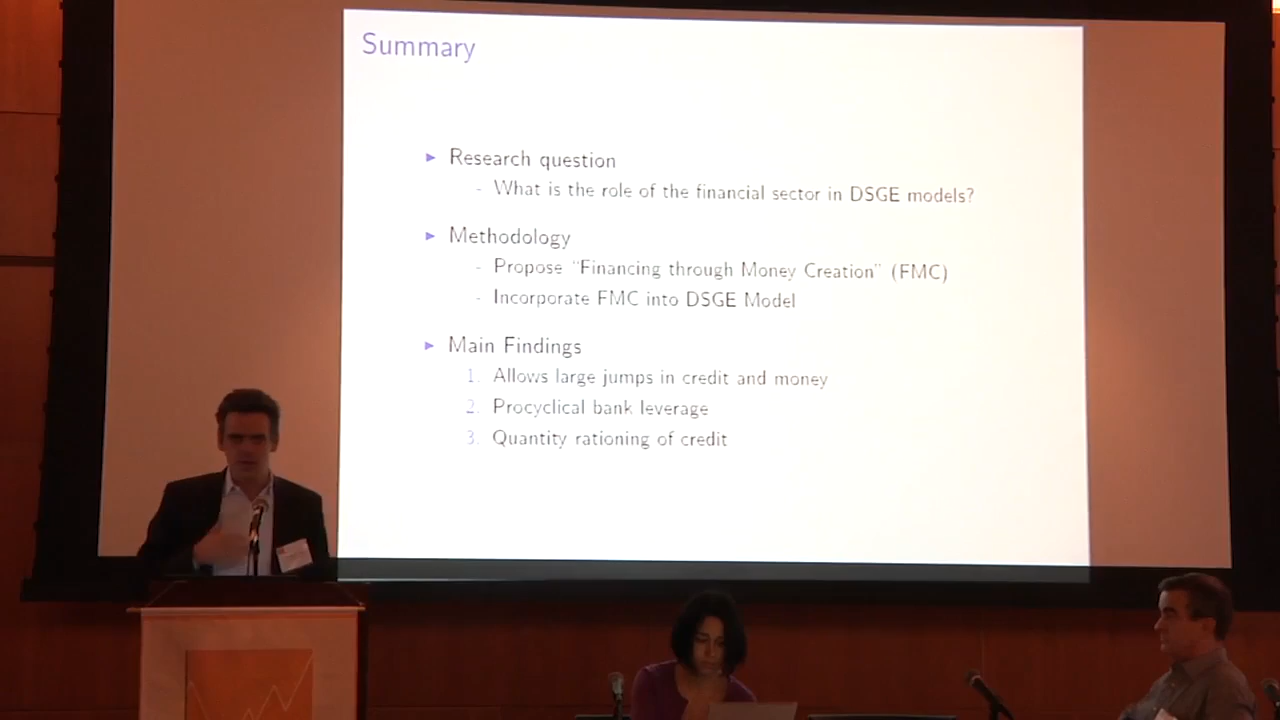 Summary
► Research question
- What is the role of the financial sector in DSGE models?
► Methodology
- Propose "Financing through Money Creation" (FMC)
- Incorporate FMC into DSGE Model
► Main Findings
1. Allows large jumps in credit and money
2. Procyclical bank leverage
3. Quantity rationing of credit